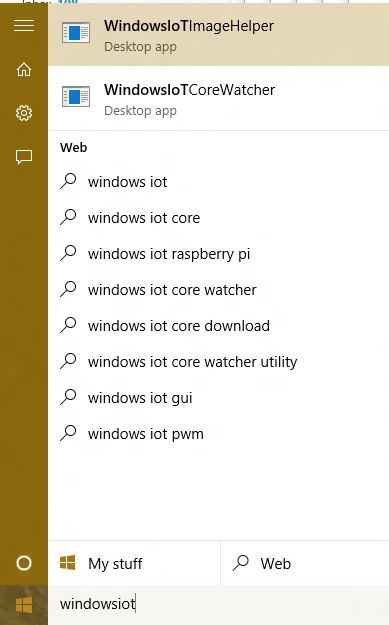 WindowsIoTImageHelper
Desktop app
WindowsIoTCoreWatcher
Desktop app
Web
windows iot
windows iot core
windows iot raspberry pi
windows iot core watcher
windows iot core download
windows iot core watcher utility
windows iot gui
windows iot pwm
My stuff
Web
windowsiot